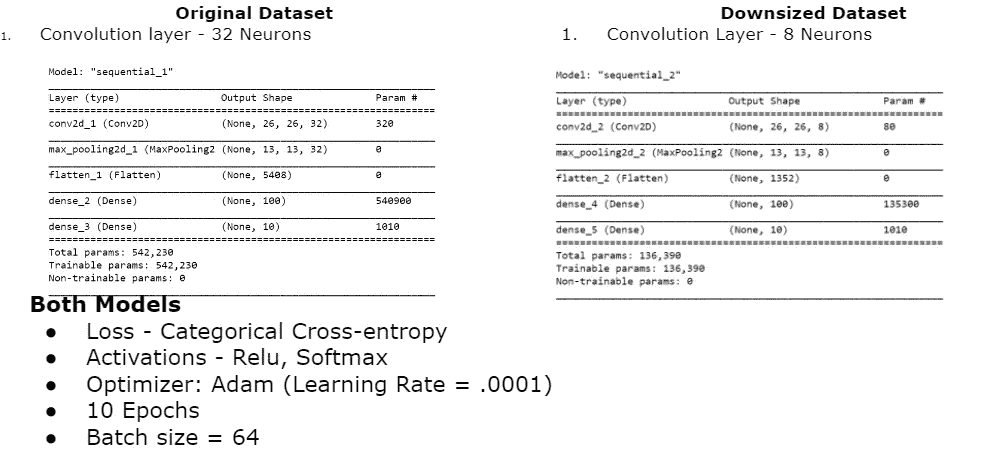 Original Dataset
1. Convolution layer - 32 Neurons
Model: "sequential_1"
Layer (type) Output Shape Param #
conv2d_1 (Conv2D) (None, 26, 26, 32) 320
max_pooling2d_1 (MaxPooling2 (None, 13, 13, 32) 0
flatten_1 (Flatten) (None, 5408) 0
dense_2 (Dense) (None, 100) 540900
dense_3 (Dense) (None, 10) 1010
Total params: 542,230
Trainable params: 542,230
Non-trainable params: 0
Downsized Dataset
1. Convolution Layer - 8 Neurons
Model: "sequential_2"
Layer (type) Output Shape Param #
conv2d_2 (Conv2D) (None, 26, 26, 8) 80
max_pooling2d_2 (MaxPooling2 (None, 13, 13, 8) 0
flatten_2 (Flatten) (None, 1352) 0
dense_4 (Dense) (None, 100) 135300
dense_5 (Dense) (None, 10) 1010
Total params: 136,390
Trainable params: 136,390
Non-trainable params: 0
Both Models
● Loss - Categorical Cross-entropy
● Activations - Relu, Softmax
● Optimizer: Adam (Learning Rate = .0001)
● 10 Epochs
● Batch size = 64